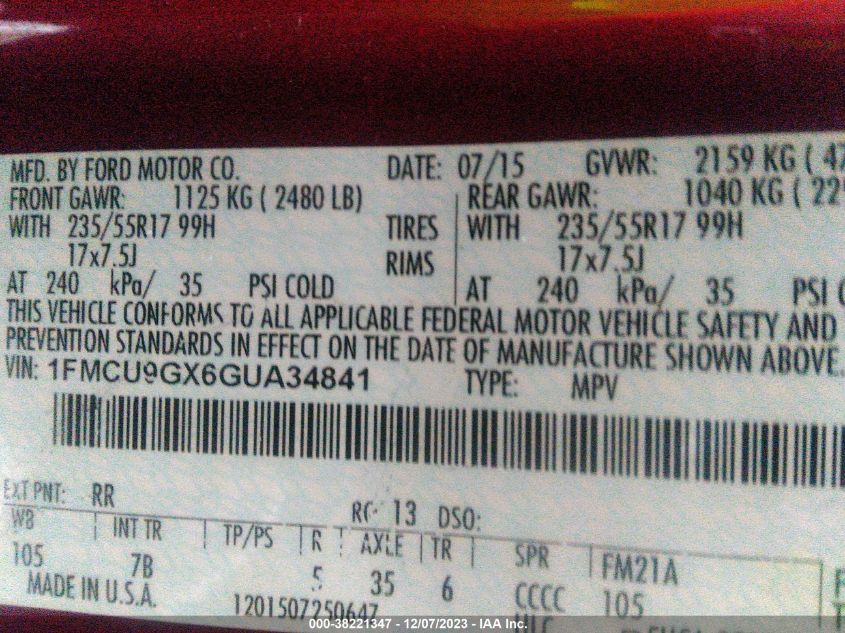 MFD. BY FORD MOTOR CO. DATE: 07/15 GVWR: 2159 KG ( 47
FRONT GAWR: 1125 KG ( 2480 LB) REAR GAWR: 1040 KG ( 22
WITH 235/55R17 99H TIRES WITH 235/55R17 99H
17x7.5J RIMS 17x7.5J
AT 240 kPa/ 35 PSI COLD AT 240 kPa/ 35 PSI
THIS VEHICLE CONFORMS TO ALL APPLICABLE FEDERAL MOTOR VEHICLE SAFETY AND
PREVENTION STANDARDS IN EFFECT ON THE DATE OF MANUFACTURE SHOWN ABOVE.
VIN: 1FMCU9GX6GUA34841 TYPE: MPV
EXT PNT: RR RC: 13 DSO:
WB INT TR TP/PS R AXLE TR SPR FM21A
105 7B 5 35 6 CCCC 105
MADE IN U.S.A. 1201507250647
000-38221347 - 12/07/2023 - IAA Inc.